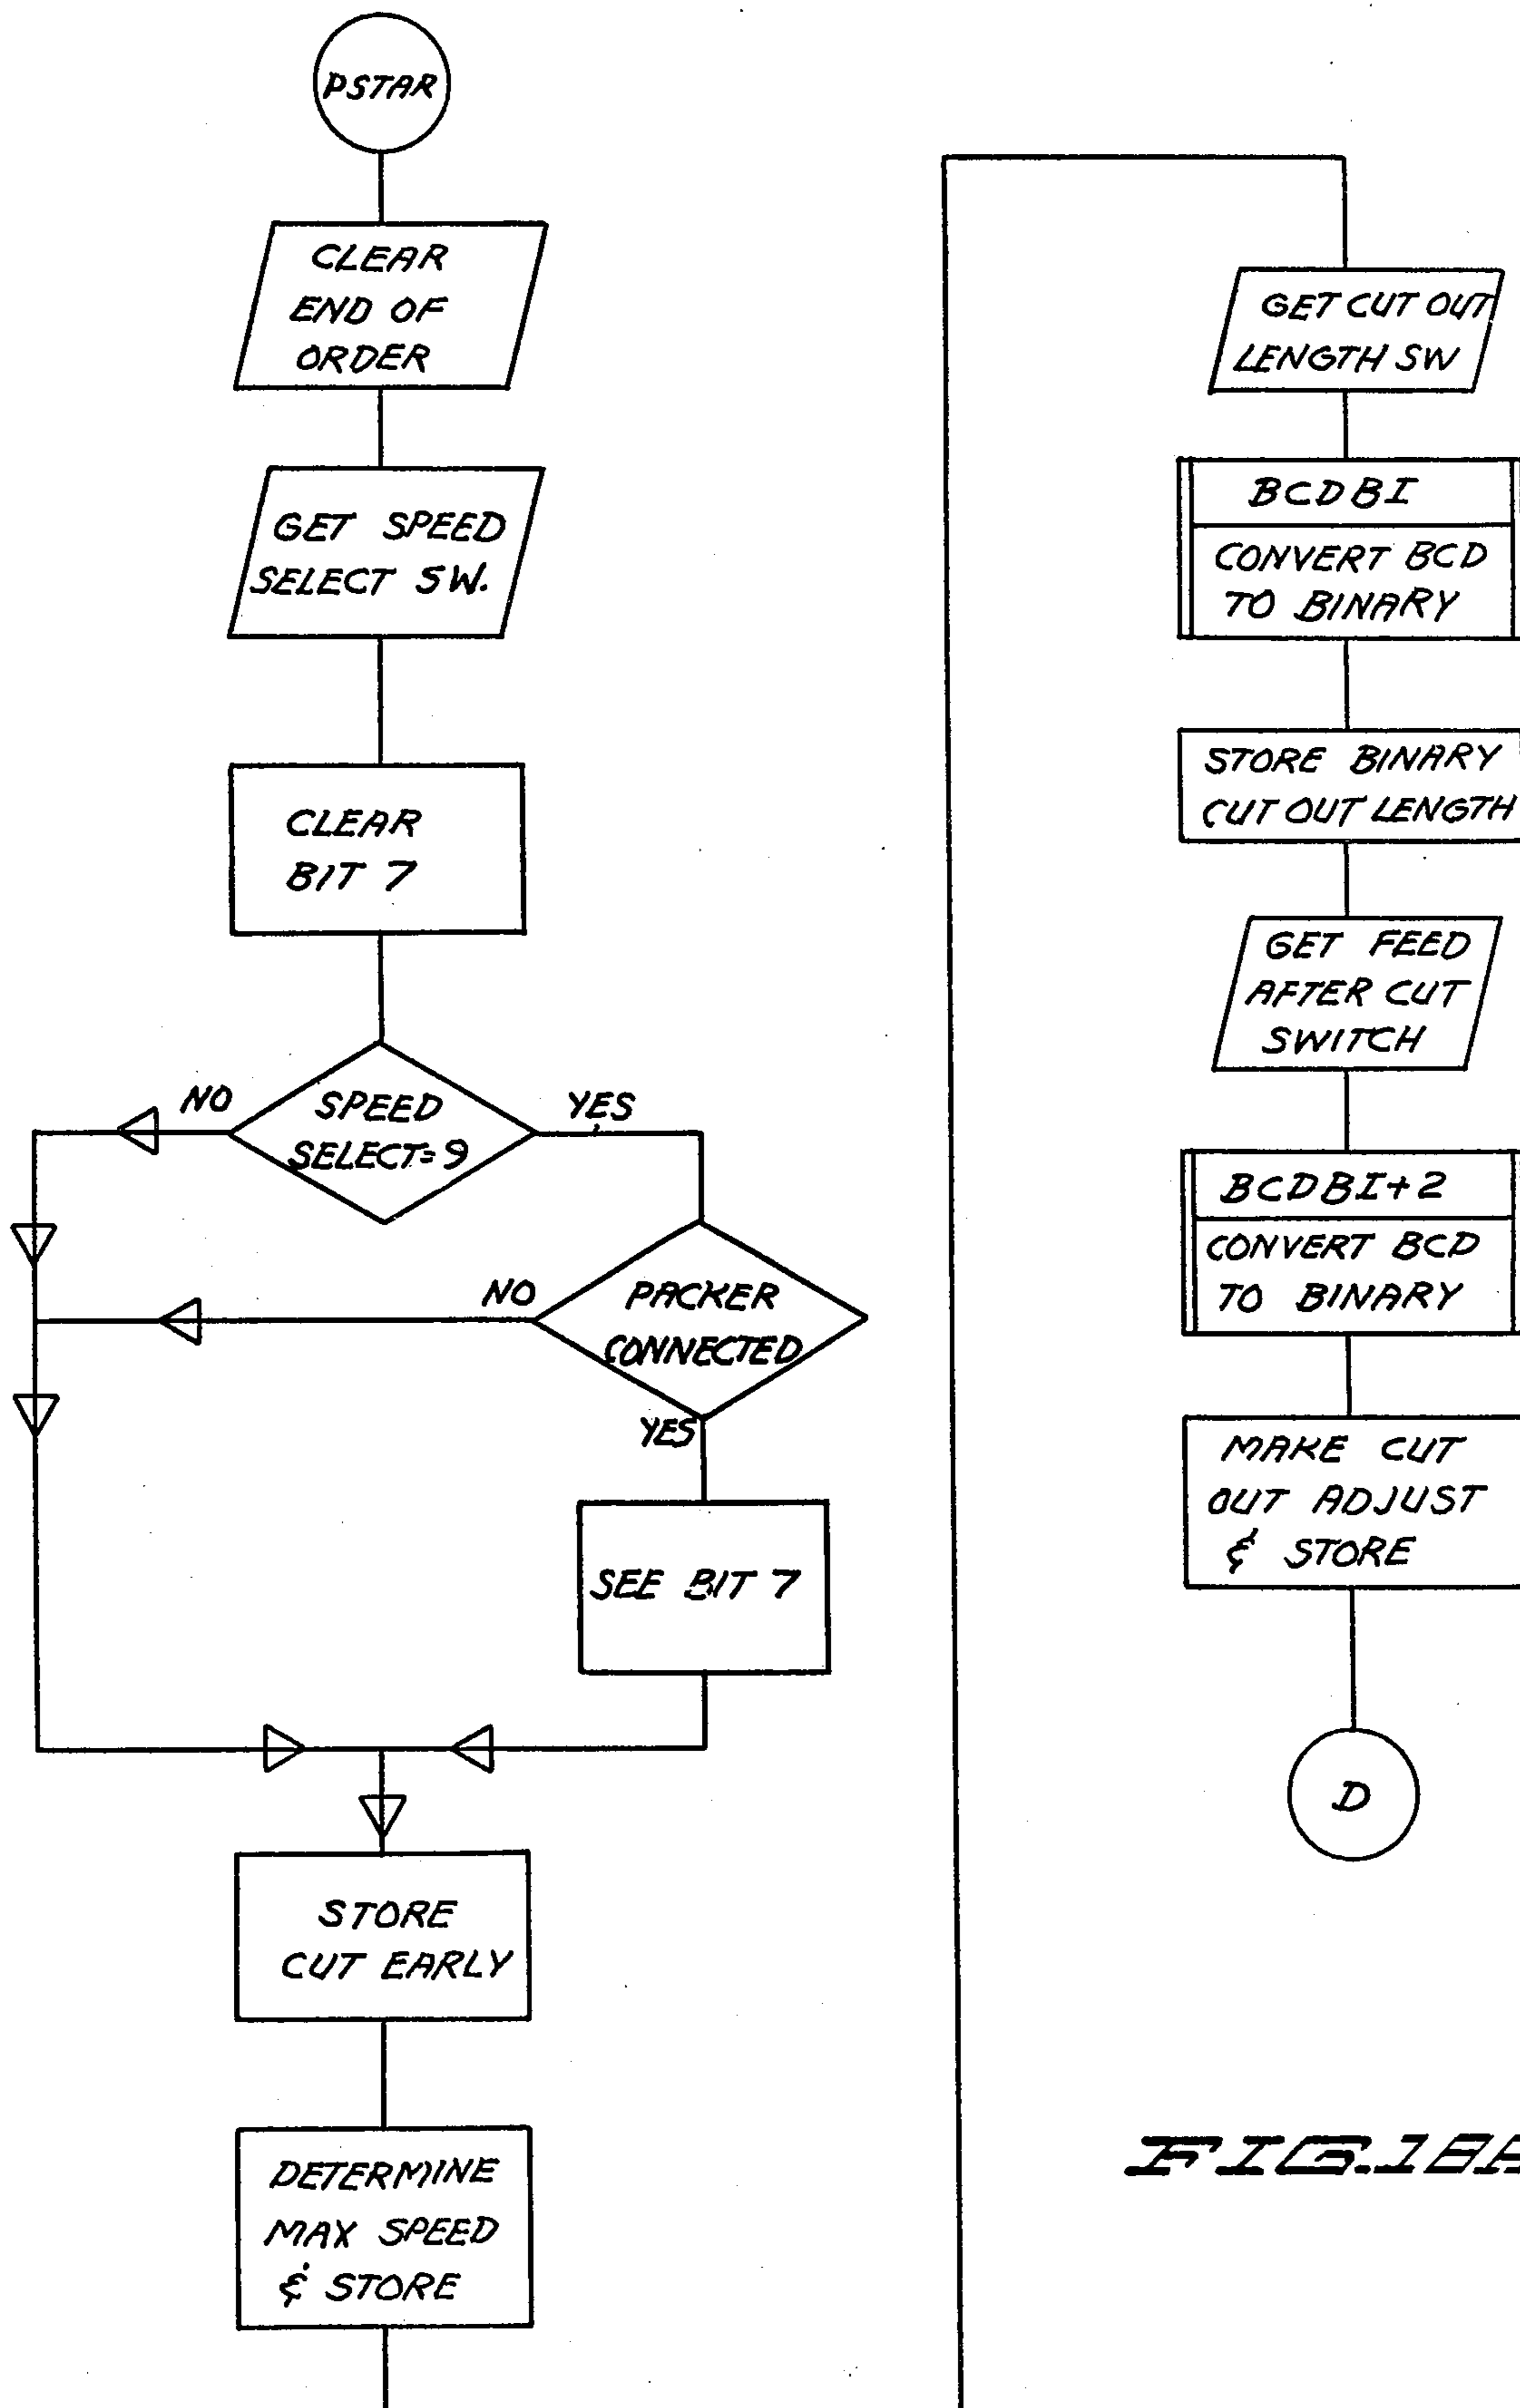 PSTAR
CLEAR
END OF
ORDER
GET SPEED
SELECT SW.
CLEAR
BIT 7
NO
SPEED
SELECT=9
YES
NO
PACKER
CONNECTED
YES
SEE BIT 7
STORE
CUT EARLY
DETERMINE
MAX SPEED
& STORE
GET CUT OUT
LENGTH SW
BCDBI
CONVERT BCD
TO BINARY
STORE BINARY
CUT OUT LENGTH
GET FEED
AFTER CUT
SWITCH
BCDBI+2
CONVERT BCD
TO BINARY
MAKE CUT
OUT ADJUST
& STORE
D
FIG.18A